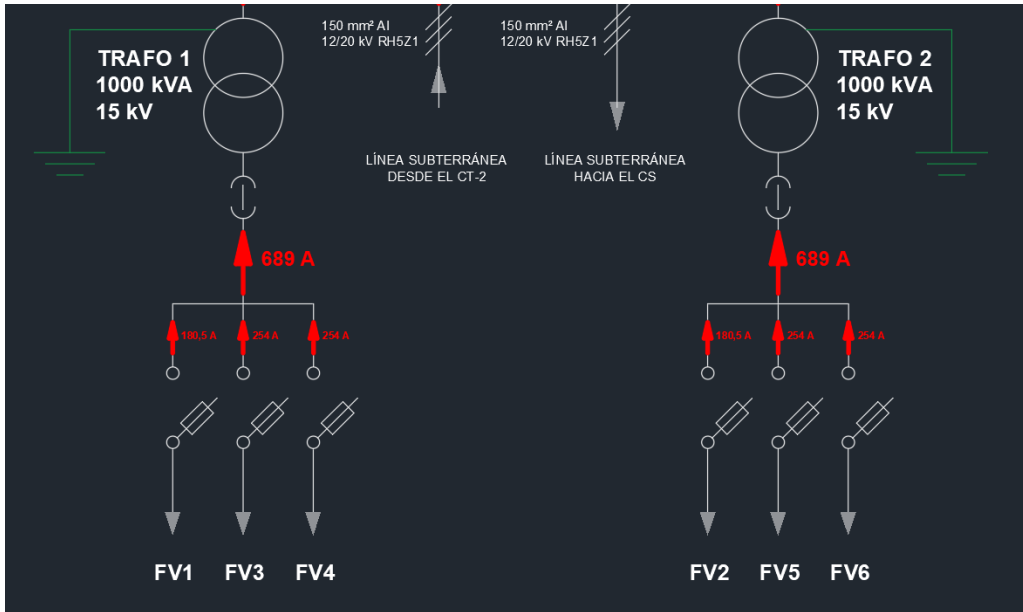 150 mm² Al
12/20 kV RH5Z1
150 mm² Al
12/20 kV RH5Z1
TRAFO 1
1000 kVA
15 kV
TRAFO 2
1000 kVA
15 kV
LÍNEA SUBTERRÁNEA
DESDE EL CT-2
LÍNEA SUBTERRÁNEA
HACIA EL CS
689 A
689 A
180,5 A
254 A
254 A
180,5 A
254 A
254 A
FV1
FV3
FV4
FV2
FV5
FV6